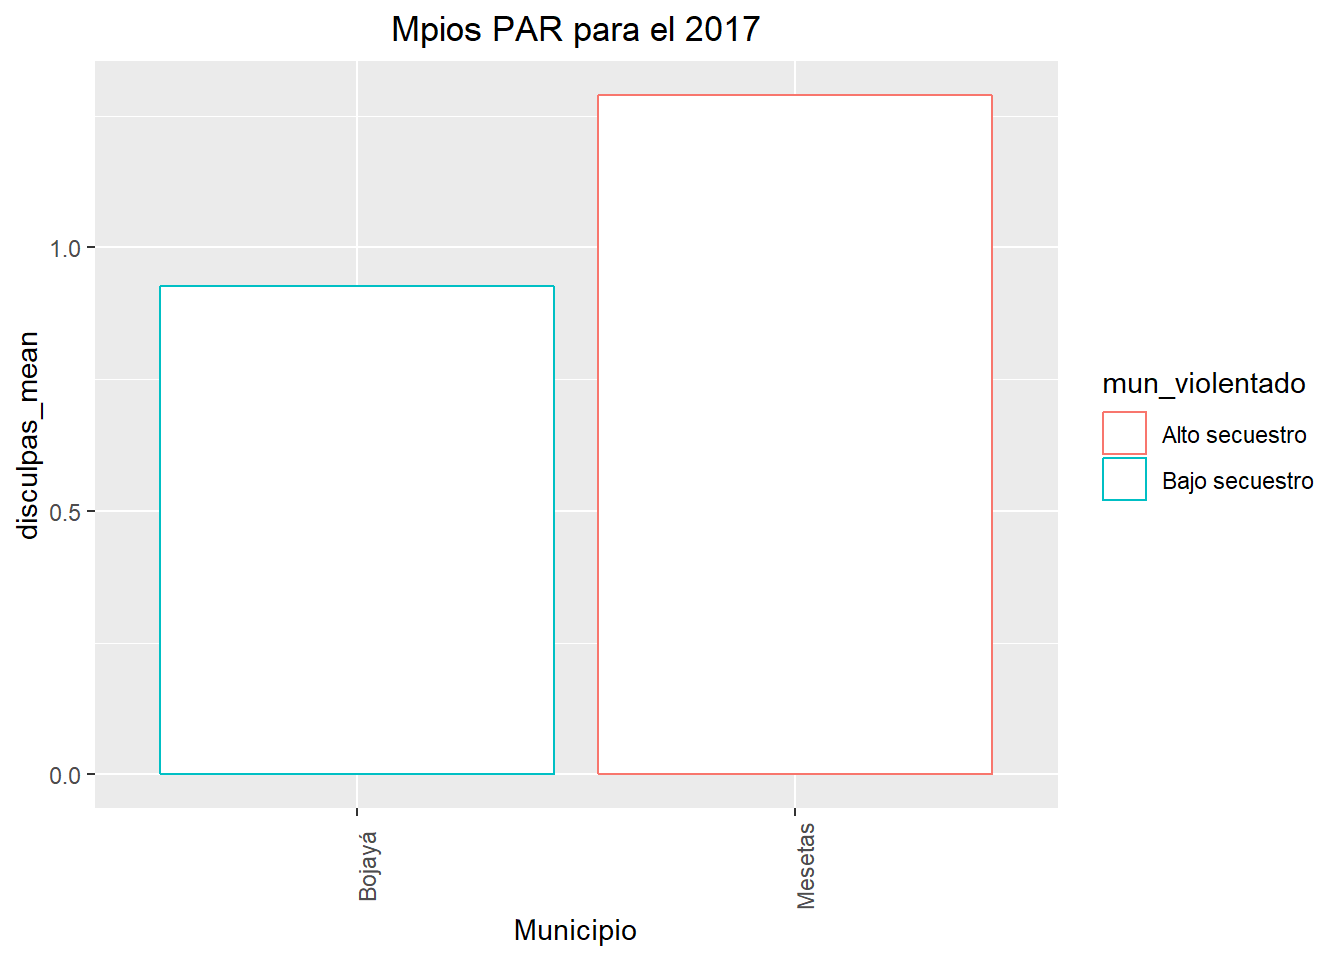 Mpios PAR para el 2017
disculpas_mean
1.0
0.5
0.0
Bojayá
Mesetas
Municipio
mun_violentado
Alto secuestro
Bajo secuestro